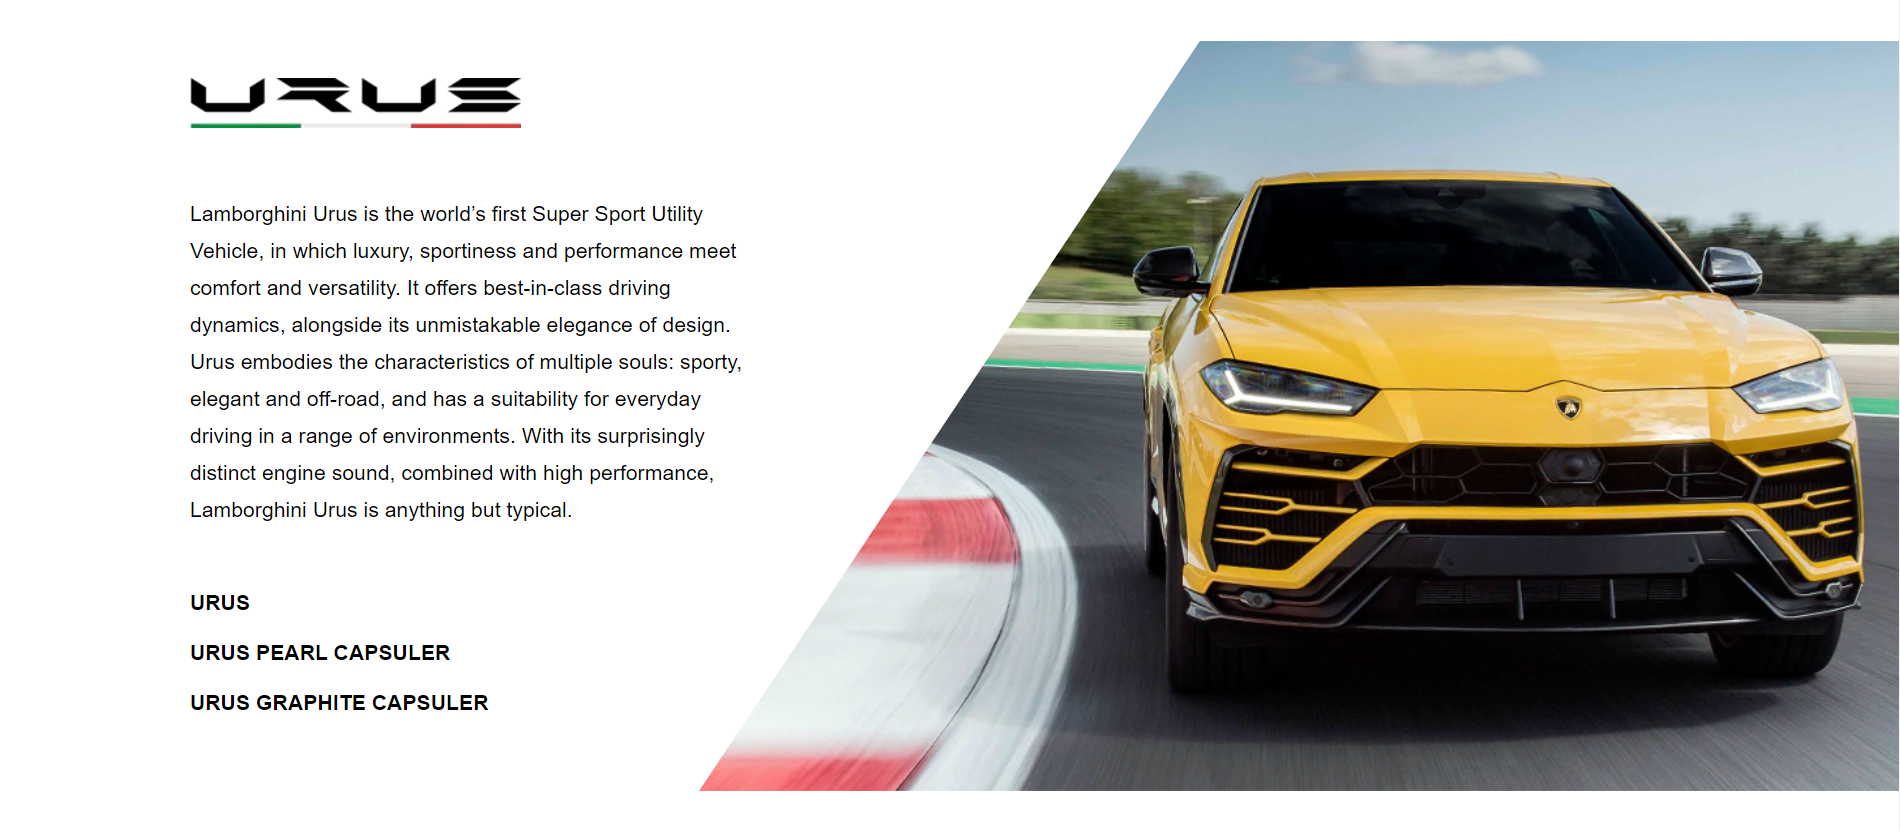 URUS
Lamborghini Urus is the world’s first Super Sport Utility
Vehicle, in which luxury, sportiness and performance meet
comfort and versatility. It offers best-in-class driving
dynamics, alongside its unmistakable elegance of design.
Urus embodies the characteristics of multiple souls: sporty,
elegant and off-road, and has a suitability for everyday
driving in a range of environments. With its surprisingly
distinct engine sound, combined with high performance,
Lamborghini Urus is anything but typical.
URUS
URUS PEARL CAPSULER
URUS GRAPHITE CAPSULER